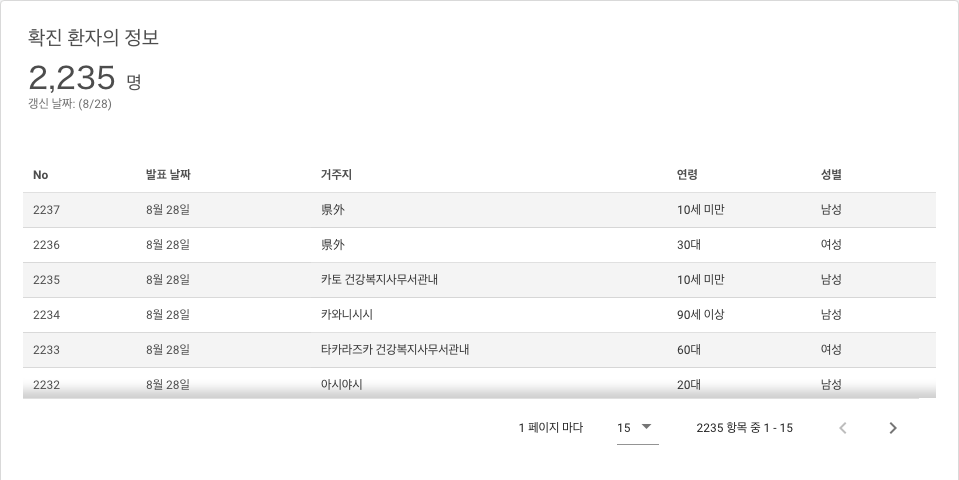 확진 환자의 정보
2,235 명
갱신 날짜: (8/28)
No 발표 날짜 거주지 연령 성별
2237 8월 28일 県外 10세 미만 남성
2236 8월 28일 県外 30대 여성
2235 8월 28일 카토 건강복지사무서관내 10세 미만 남성
2234 8월 28일 카와니시시 90세 이상 남성
2233 8월 28일 타카라즈카 건강복지사무서관내 60대 여성
2232 8월 28일 아시야시 20대 남성
1 페이지 마다 15 2235 항목 중 1 - 15